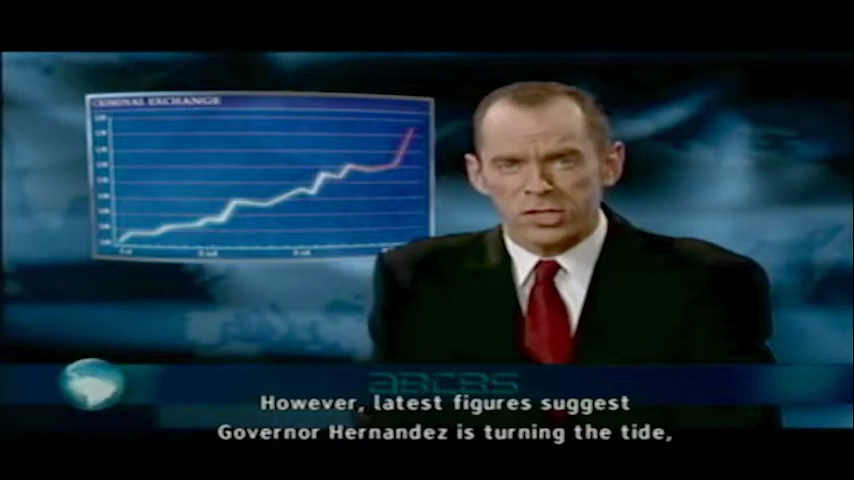 CRIMINAL EXCHANGE
ABCBS
However, latest figures suggest
Governor Hernandez is turning the tide,